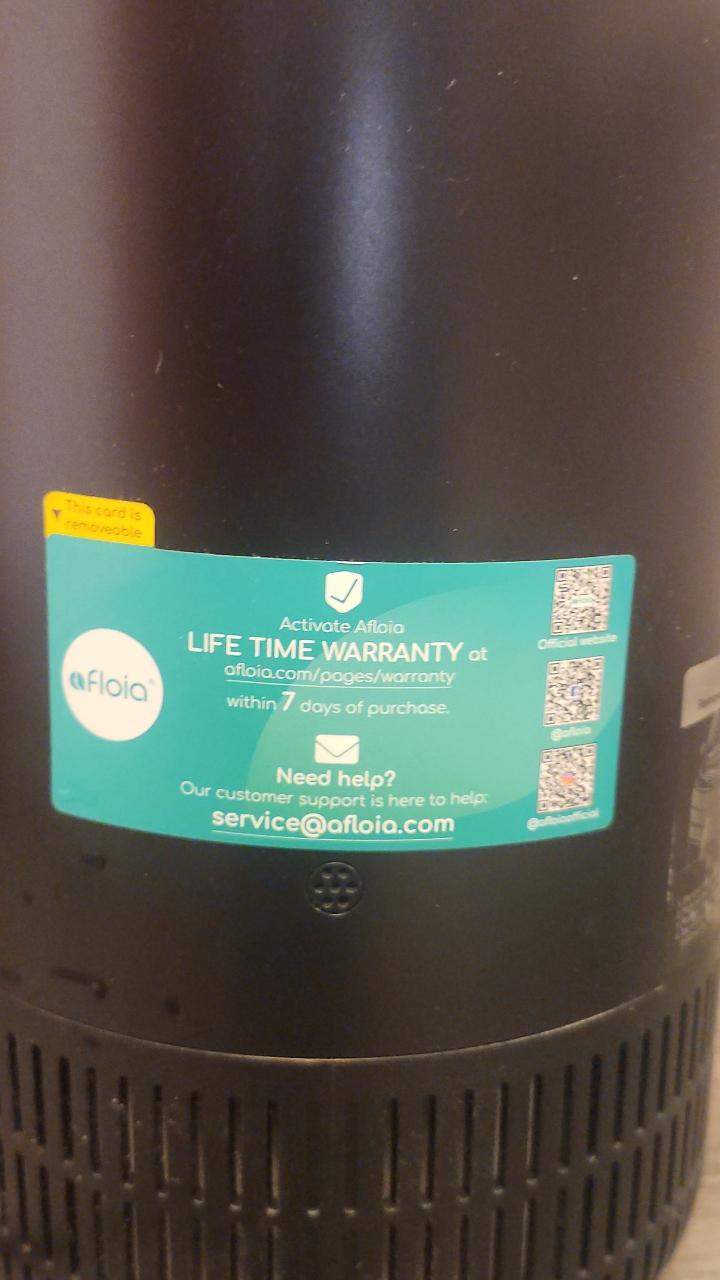 This card is
removeable
afloia®
Activate Afloia
LIFE TIME WARRANTY at
afloia.com/pages/warranty
within 7 days of purchase.
Need help?
Our customer support is here to help:
service@afloia.com
Official website
@afloia
@afloiaofficial